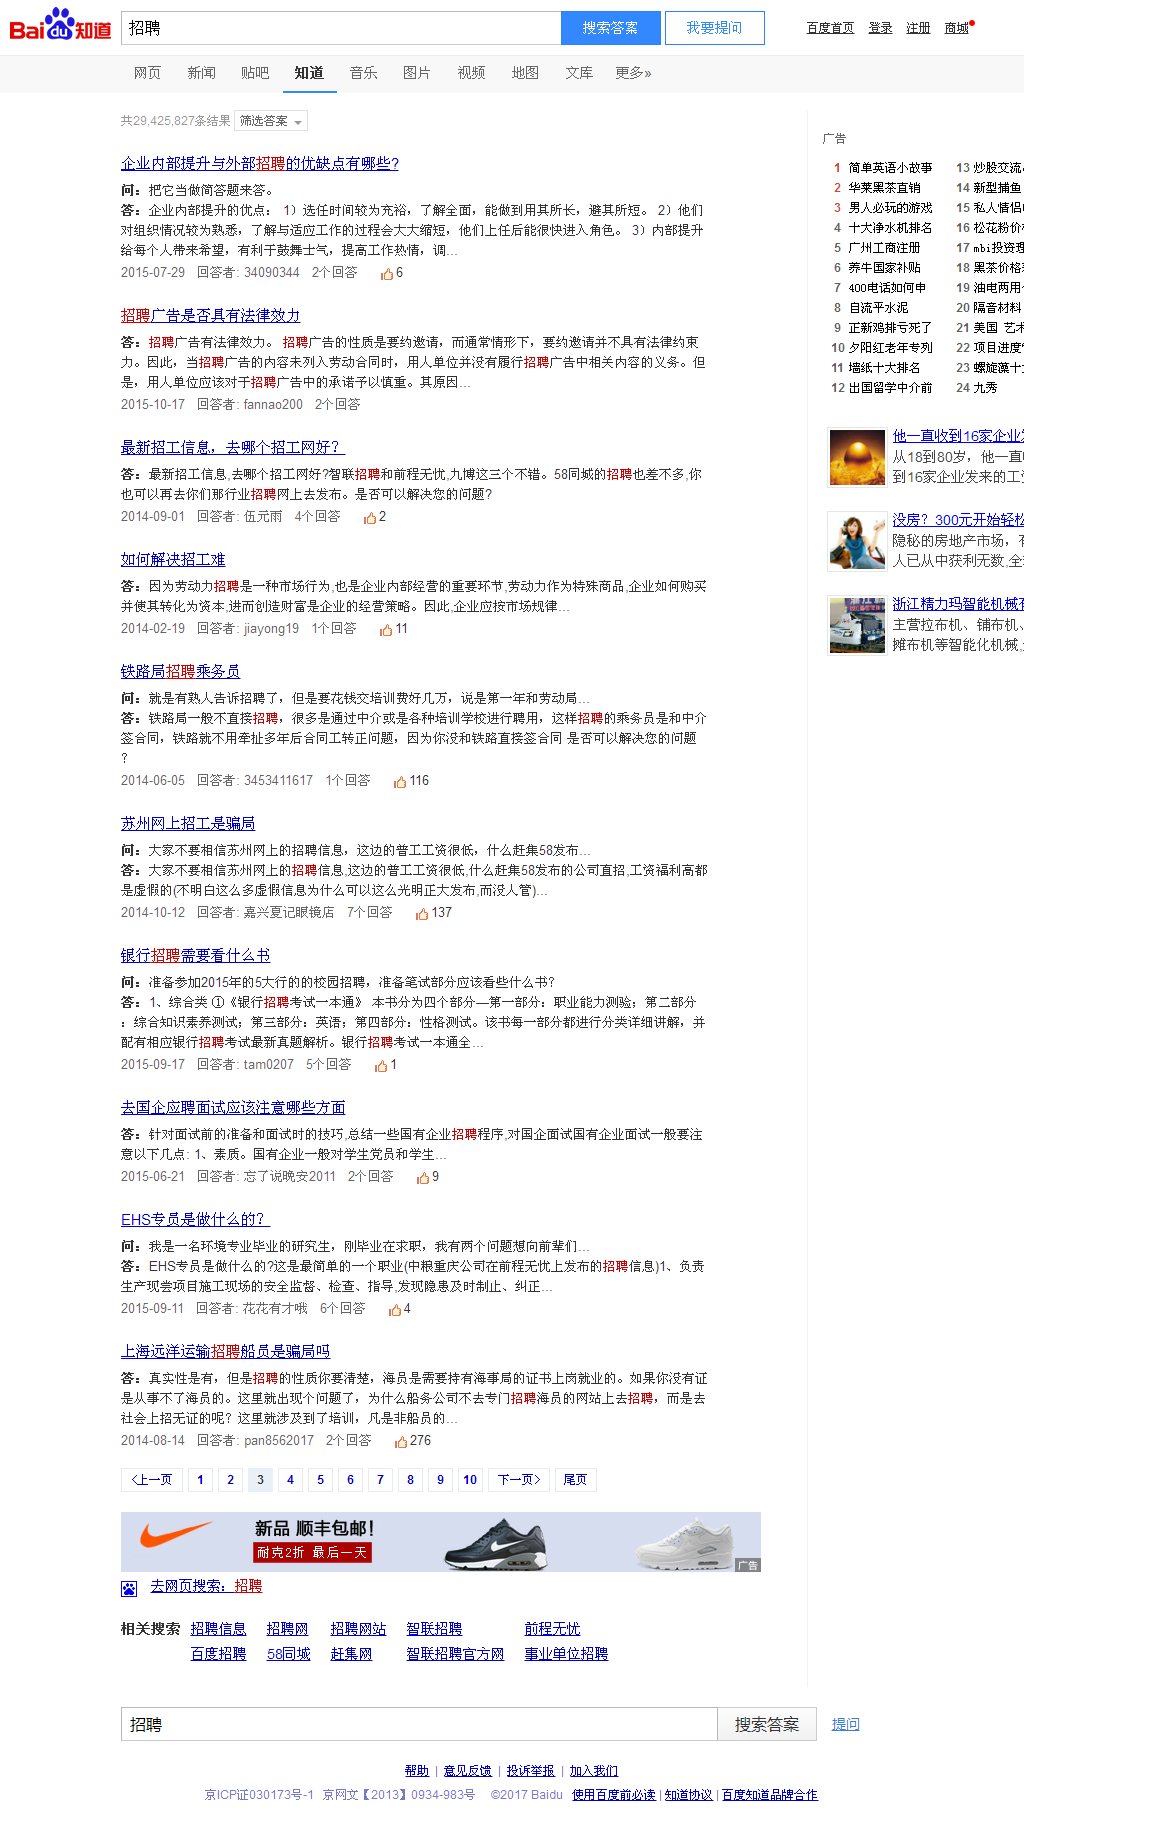 Bai du 知道
招聘
搜索答案
我要提问
百度首页 登录 注册 商城
网页 新闻 贴吧 知道 音乐 图片 视频 地图 文库 更多»
共29,425,827条结果 筛选答案
企业内部提升与外部招聘的优缺点有哪些?
问：把它当做简答题来答。
答：企业内部提升的优点： 1）选任时间较为充裕，了解全面，能做到用其所长，避其所短。 2）他们
对组织情况较为熟悉，了解与适应工作的过程会大大缩短，他们上任后能很快进入角色。 3）内部提升
给每个人带来希望，有利于鼓舞士气，提高工作热情，调...
2015-07-29 回答者: 34090344 2个回答 6
招聘广告是否具有法律效力
答：招聘广告有法律效力。 招聘广告的性质是要约邀请，而通常情形下，要约邀请并不具有法律约束
力。因此，当招聘广告的内容未列入劳动合同时，用人单位并没有履行招聘广告中相关内容的义务。但
是，用人单位应该对于招聘广告中的承诺予以慎重。其原因...
2015-10-17 回答者: fannao200 2个回答
最新招工信息，去哪个招工网好？
答：最新招工信息,去哪个招工网好?智联招聘和前程无忧,九博这三个不错。58同城的招聘也差不多,你
也可以再去你们那行业招聘网上去发布。是否可以解决您的问题?
2014-09-01 回答者: 伍元雨 4个回答 2
如何解决招工难
答：因为劳动力招聘是一种市场行为,也是企业内部经营的重要环节,劳动力作为特殊商品,企业如何购买
并使其转化为资本,进而创造财富是企业的经营策略。因此,企业应按市场规律...
2014-02-19 回答者: jiayong19 1个回答 11
铁路局招聘乘务员
问：就是有熟人告诉招聘了，但是要花钱交培训费好几万，说是第一年和劳动局...
答：铁路局一般不直接招聘，很多是通过中介或是各种培训学校进行聘用，这样招聘的乘务员是和中介
签合同，铁路就不用牵扯多年后合同工转正问题，因为你没和铁路直接签合同 是否可以解决您的问题
？
2014-06-05 回答者: 3453411617 1个回答 116
苏州网上招工是骗局
问：大家不要相信苏州网上的招聘信息，这边的普工工资很低，什么赶集58发布...
答：大家不要相信苏州网上的招聘信息,这边的普工工资很低,什么赶集58发布的公司直招,工资福利高都
是虚假的(不明白这么多虚假信息为什么可以这么光明正大发布,而没人管)...
2014-10-12 回答者: 嘉兴夏记眼镜店 7个回答 137
银行招聘需要看什么书
问：准备参加2015年的5大行的的校园招聘，准备笔试部分应该看些什么书?
答：1、综合类 ①《银行招聘考试一本通》 本书分为四个部分—第一部分：职业能力测验；第二部分
：综合知识素养测试；第三部分：英语；第四部分：性格测试。该书每一部分都进行分类详细讲解，并
配有相应银行招聘考试最新真题解析。银行招聘考试一本通全...
2015-09-17 回答者: tam0207 5个回答 1
去国企应聘面试应该注意哪些方面
答：针对面试前的准备和面试时的技巧,总结一些国有企业招聘程序,对国企面试国有企业面试一般要注
意以下几点: 1、素质。国有企业一般对学生党员和学生...
2015-06-21 回答者: 忘了说晚安2011 2个回答 9
EHS专员是做什么的？
问：我是一名环境专业毕业的研究生，刚毕业在求职，我有两个问题想向前辈们...
答：EHS专员是做什么的?这是最简单的一个职业(中粮重庆公司在前程无忧上发布的招聘信息)1、负责
生产现尝项目施工现场的安全监督、检查、指导,发现隐患及时制止、纠正...
2015-09-11 回答者: 花花有才哦 6个回答 4
上海远洋运输招聘船员是骗局吗
答：真实性是有，但是招聘的性质你要清楚，海员是需要持有海事局的证书上岗就业的。如果你没有证
是从事不了海员的。这里就出现个问题了，为什么船务公司不去专门招聘海员的网站上去招聘，而是去
社会上招无证的呢？这里就涉及到了培训，凡是非船员的...
2014-08-14 回答者: pan8562017 2个回答 276
<上一页 1 2 3 4 5 6 7 8 9 10 下一页> 尾页
新品 顺丰包邮！
耐克2折 最后一天
广告
去网页搜索：招聘
相关搜索 招聘信息 招聘网 招聘网站 智联招聘 前程无忧
百度招聘 58同城 赶集网 智联招聘官方网 事业单位招聘
广告
1 简单英语小故事 13 炒股交流
2 华莱黑茶直销 14 新型捕鱼
3 男人必玩的游戏 15 私人情侣
4 十大净水机排名 16 松花粉价
5 广州工商注册 17 mbi投资理
6 养牛国家补贴 18 黑茶价格
7 400电话如何申 19 油电两用
8 自流平水泥 20 隔音材料
9 正新鸡排亏死了 21 美国 艺术
10 夕阳红老年专列 22 项目进度
11 墙纸十大排名 23 螺旋藻十
12 出国留学中介前 24 九秀
他一直收到16家企业
从18到80岁，他一直
到16家企业发来的工
没房？300元开始轻松
隐秘的房地产市场，
人已从中获利无数,全
浙江精力玛智能机械
主营拉布机、铺布机、
摊布机等智能化机械,
招聘
搜索答案
提问
帮助 | 意见反馈 | 投诉举报 | 加入我们
京ICP证030173号-1 京网文【2013】0934-983号 ©2017 Baidu 使用百度前必读 | 知道协议 | 百度知道品牌合作